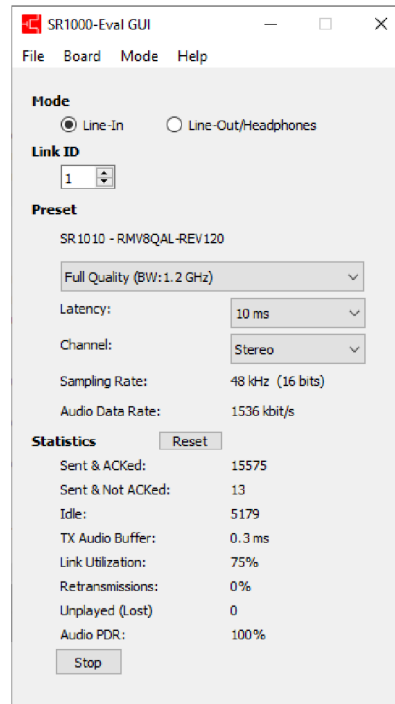 SR1000-Eval GUI
File Board Mode Help
Mode
Line-In Line-Out/Headphones
Link ID
1
Preset
SR1010 - RMV8QAL-REV120
Full Quality (BW:1.2 GHz)
Latency: 10 ms
Channel: Stereo
Sampling Rate: 48 kHz (16 bits)
Audio Data Rate: 1536 kbit/s
Statistics Reset
Sent & ACKed: 15575
Sent & Not ACKed: 13
Idle: 5179
TX Audio Buffer: 0.3 ms
Link Utilization: 75%
Retransmissions: 0%
Unplayed (Lost) 0
Audio PDR: 100%
Stop